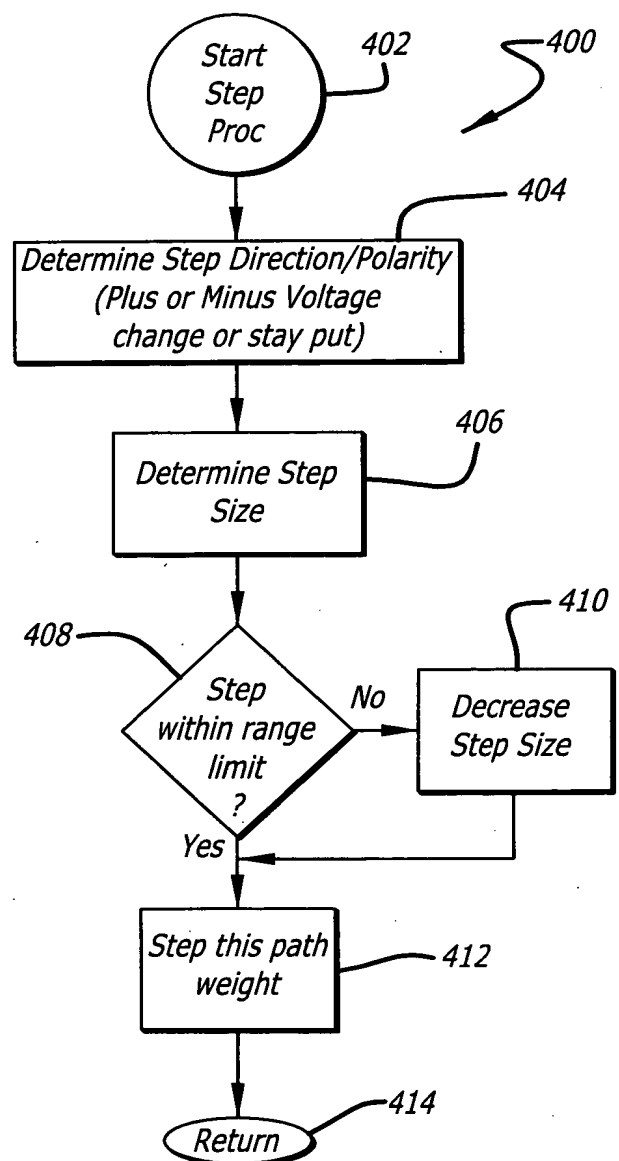 Start
Step
Proc
402
400
404
Determine Step Direction/Polarity
(Plus or Minus Voltage
change or stay put)
406
Determine Step
Size
408
410
Step
within range
limit
?
No
Decrease
Step Size
Yes
Step this path
weight
412
Return
414